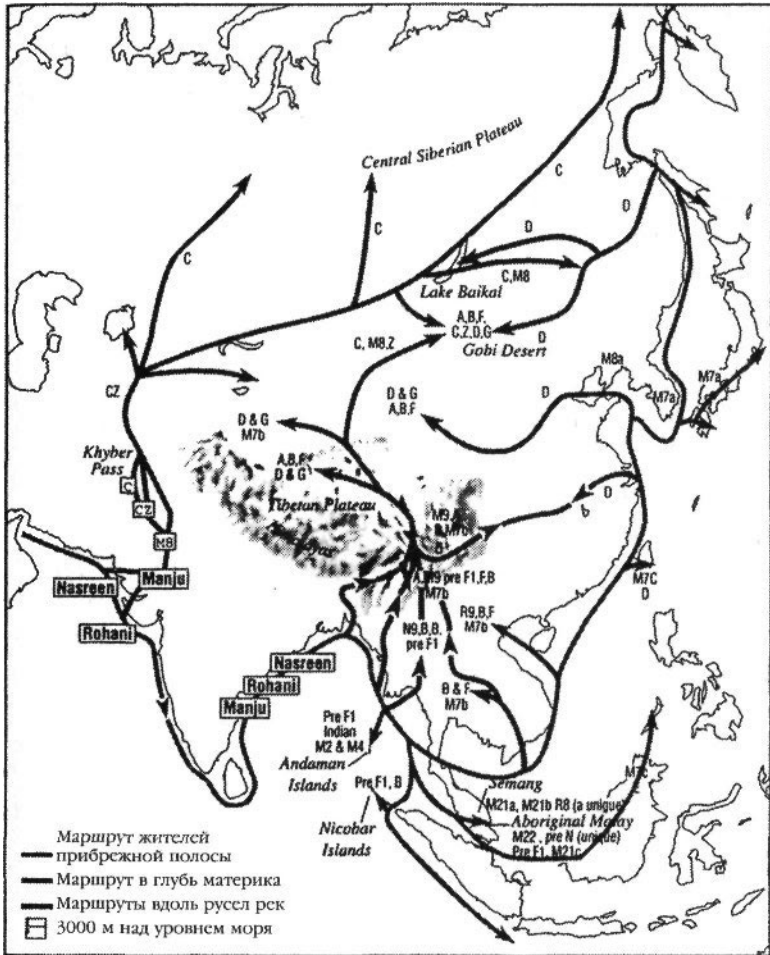 Central Siberian Plateau
C
D
C
C
D
C, M8
Lake Baikal
A,B,F,
C,Z,D,G
Gobi Desert
D
C, M8,Z
M8a
M7a
M7a
CZ
D & G
A,B,F
D
D & G
M7b
Khyber
Pass
A,B,F
D & G
C
CZ
M8
Tibetan Plateau
D
Nasreen
Manju
Rohani
A,M9 pre F1,F,B
M7b
M7C
D
N9,B,B,
pre F1
R9,B,F
M7b
Nasreen
Rohani
Manju
B & F
M7b
Pre F1
Indian
M2 & M4
Andaman
Islands
Pre F1, B
Nicobar
Islands
M7c
Semang
M21a, M21b R8 (a unique)
Aboriginal Malay
M22 , pre N (unique)
Pre F1, M21c
Маршрут жителей
прибрежной полосы
Маршрут в глубь материка
Маршруты вдоль русел рек
3000 м над уровнем моря